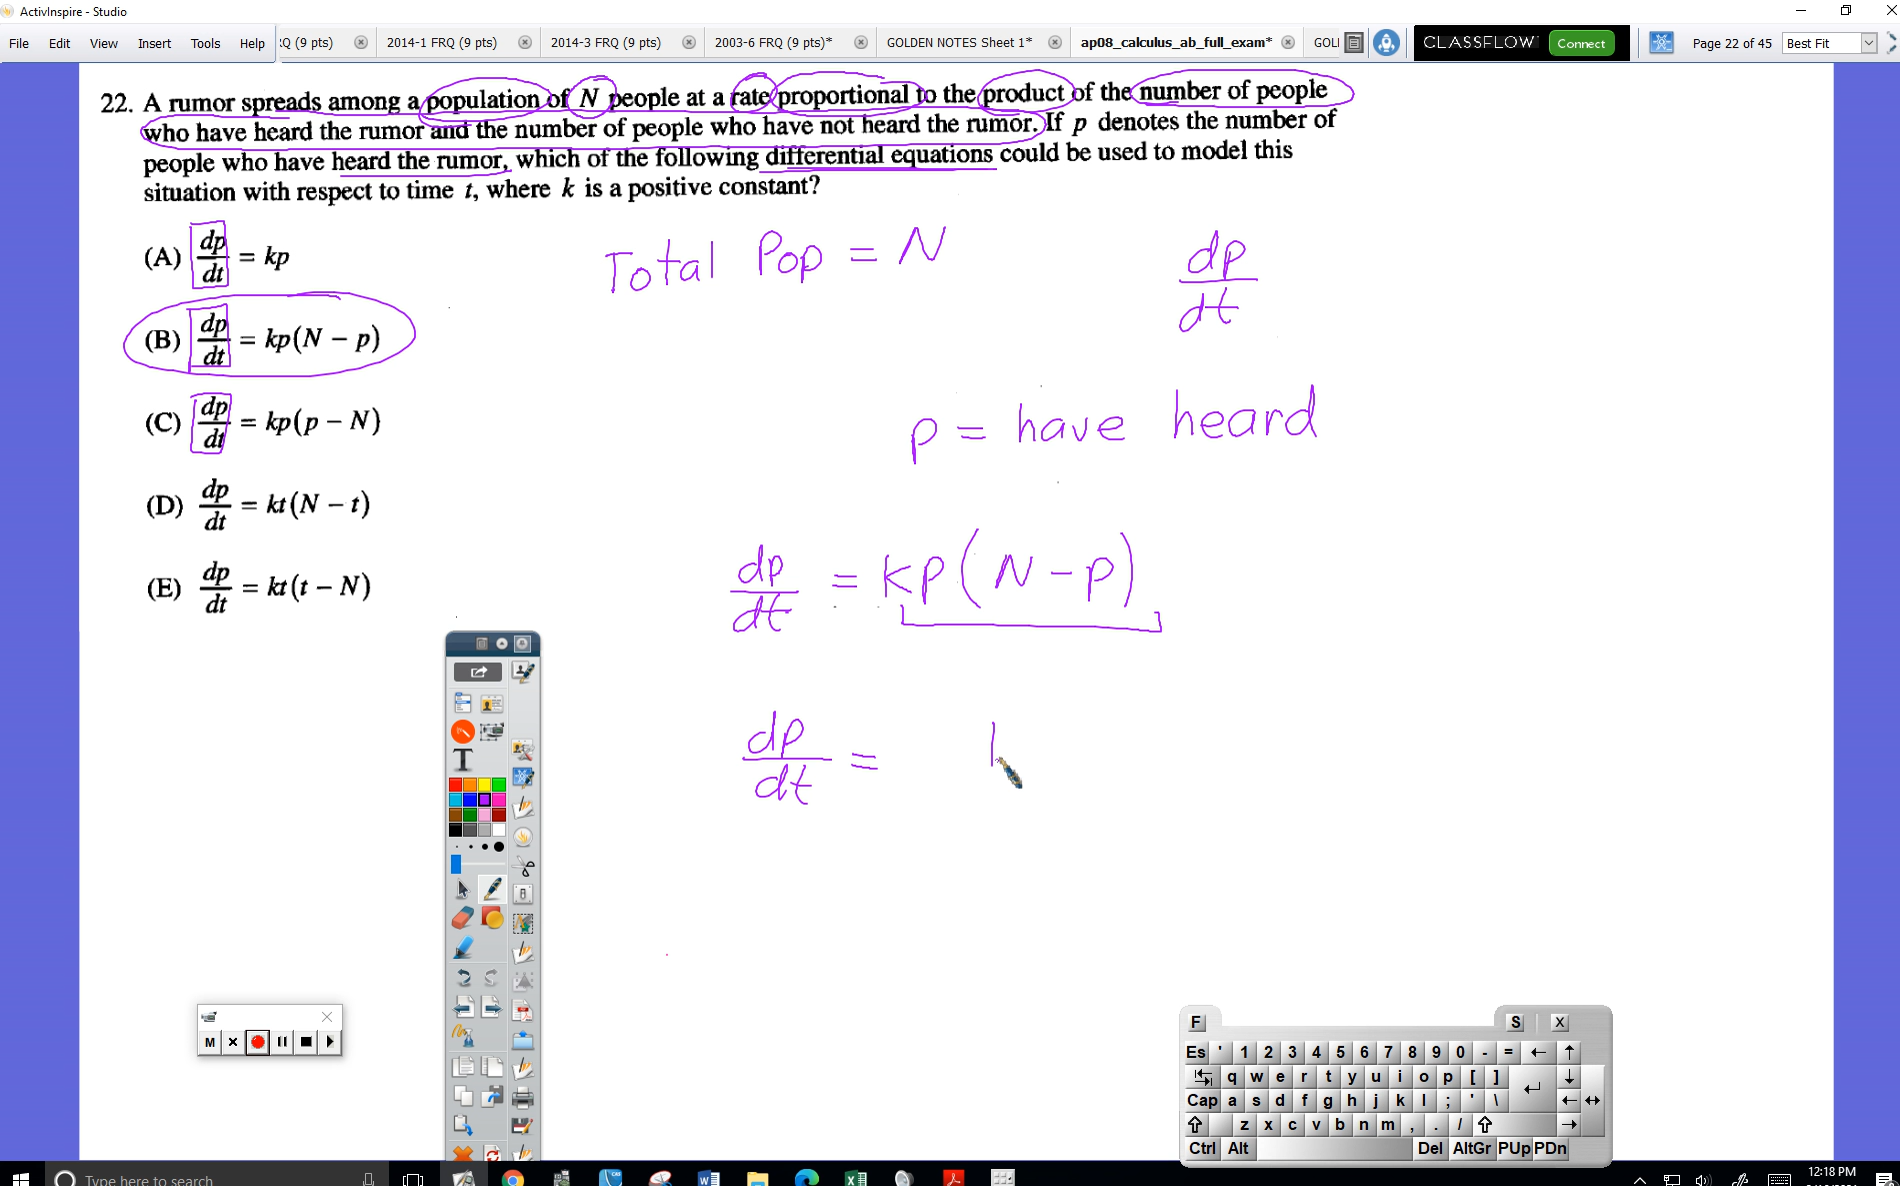 ActivInspire - Studio
File Edit View Insert Tools Help Q (9 pts) 2014-1 FRQ (9 pts) 2014-3 FRQ (9 pts) 2003-6 FRQ (9 pts)* GOLDEN NOTES Sheet 1* ap08_calculus_ab_full_exam* GOLI CLASSFLOW Connect Page 22 of 45 Best Fit
22. A rumor spreads among a population of N people at a rate proportional to the product of the number of people
who have heard the rumor and the number of people who have not heard the rumor. If p denotes the number of
people who have heard the rumor, which of the following differential equations could be used to model this
situation with respect to time t, where k is a positive constant?
(A) dp/dt = kp
(B) dp/dt = kp(N − p)
(C) dp/dt = kp(p − N)
(D) dp/dt = kt(N − t)
(E) dp/dt = kt(t − N)
Total Pop = N
dp/dt
p = have heard
dp/dt = kp(N − p)
dp/dt =
T
M
F S X
Es ' 1 2 3 4 5 6 7 8 9 0 - =
q w e r t y u i o p [ ]
Cap a s d f g h j k l ; ' \
z x c v b n m , . /
Ctrl Alt Del AltGr PUp PDn
Type here to search
12:18 PM